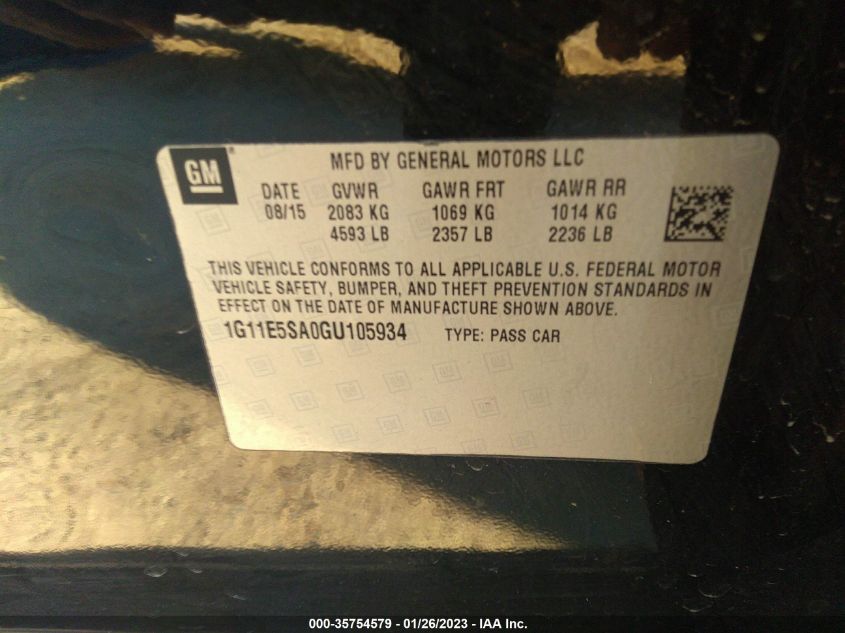 GM
MFD BY GENERAL MOTORS LLC
DATE GVWR GAWR FRT GAWR RR
08/15 2083 KG 1069 KG 1014 KG
4593 LB 2357 LB 2236 LB
THIS VEHICLE CONFORMS TO ALL APPLICABLE U.S. FEDERAL MOTOR
VEHICLE SAFETY, BUMPER, AND THEFT PREVENTION STANDARDS IN
EFFECT ON THE DATE OF MANUFACTURE SHOWN ABOVE.
1G11E5SA0GU105934 TYPE: PASS CAR
000-35754579 - 01/26/2023 - IAA Inc.